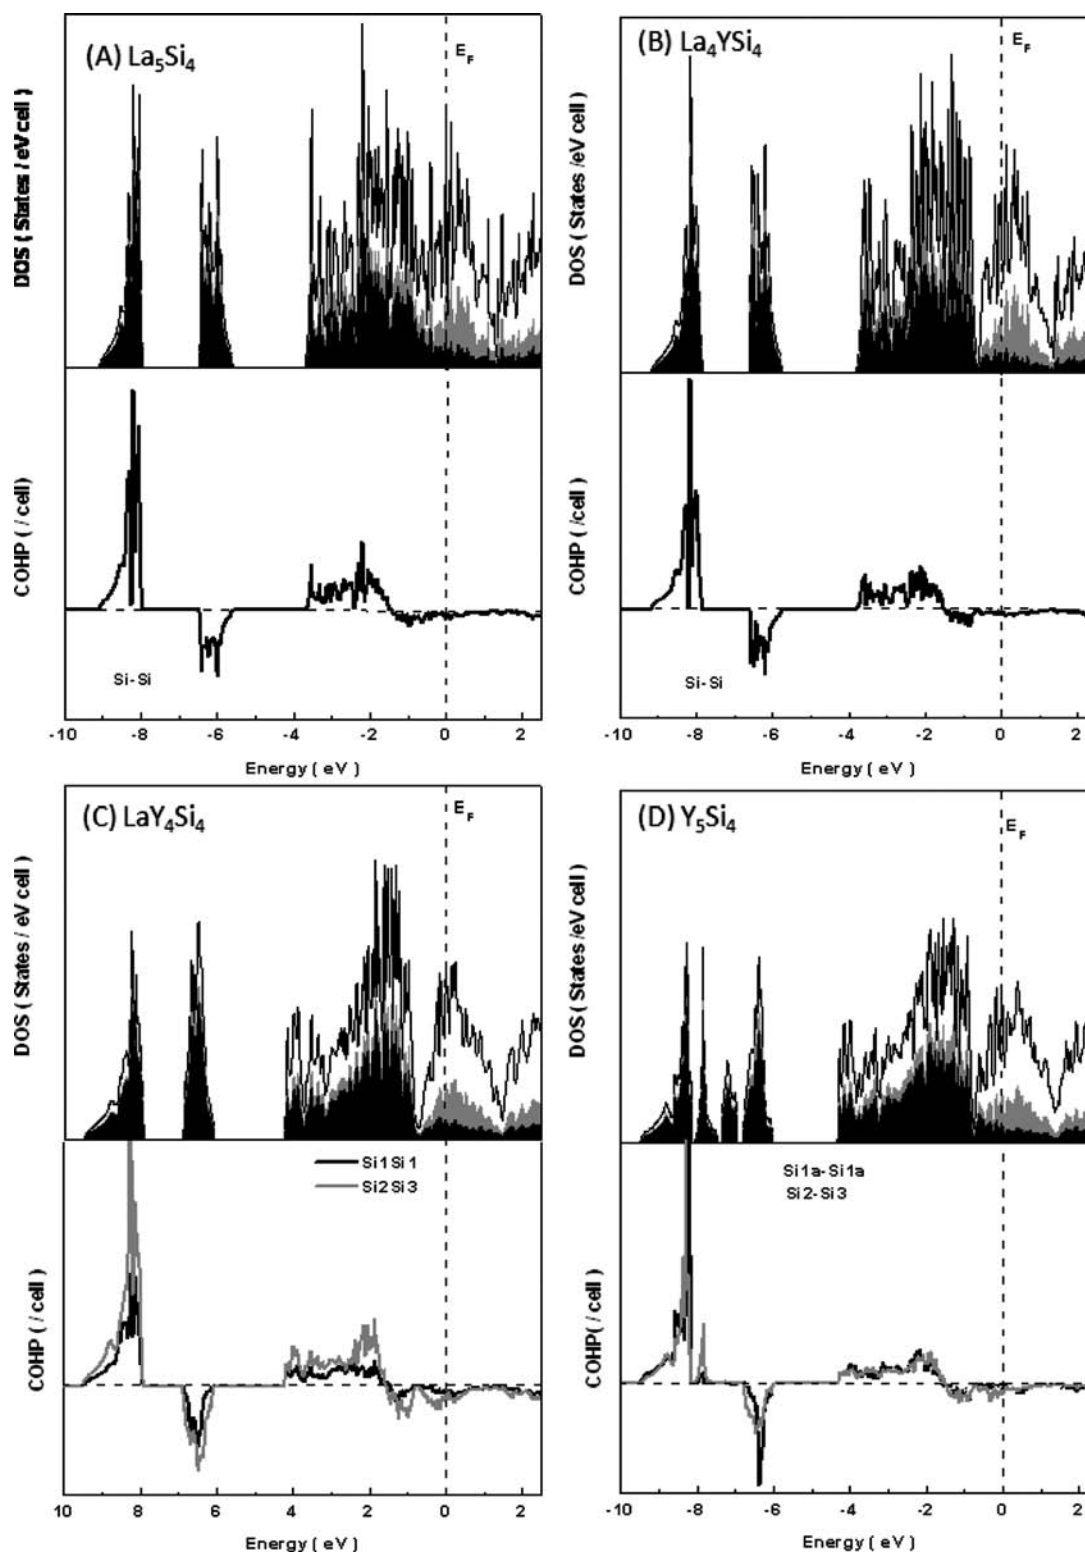 (A) La5Si4
EF
DOS ( States / eV cell )
COHP ( / cell)
Si-Si
-10 -8 -6 -4 -2 0 2
Energy ( eV )
(B) La4YSi4
EF
DOS ( States /eV cell )
COHP ( /cell)
Si-Si
-10 -8 -6 -4 -2 0 2
Energy ( eV )
(C) LaY4Si4
EF
DOS ( States / eV cell )
COHP ( / cell)
Si1Si1
Si2Si3
10 8 6 4 2 0 2
Energy ( eV )
(D) Y5Si4
EF
DOS ( States /eV cell )
COHP( / cell)
Si1a-Si1a
Si2-Si3
-10 -8 -6 -4 -2 0 2
Energy ( eV )